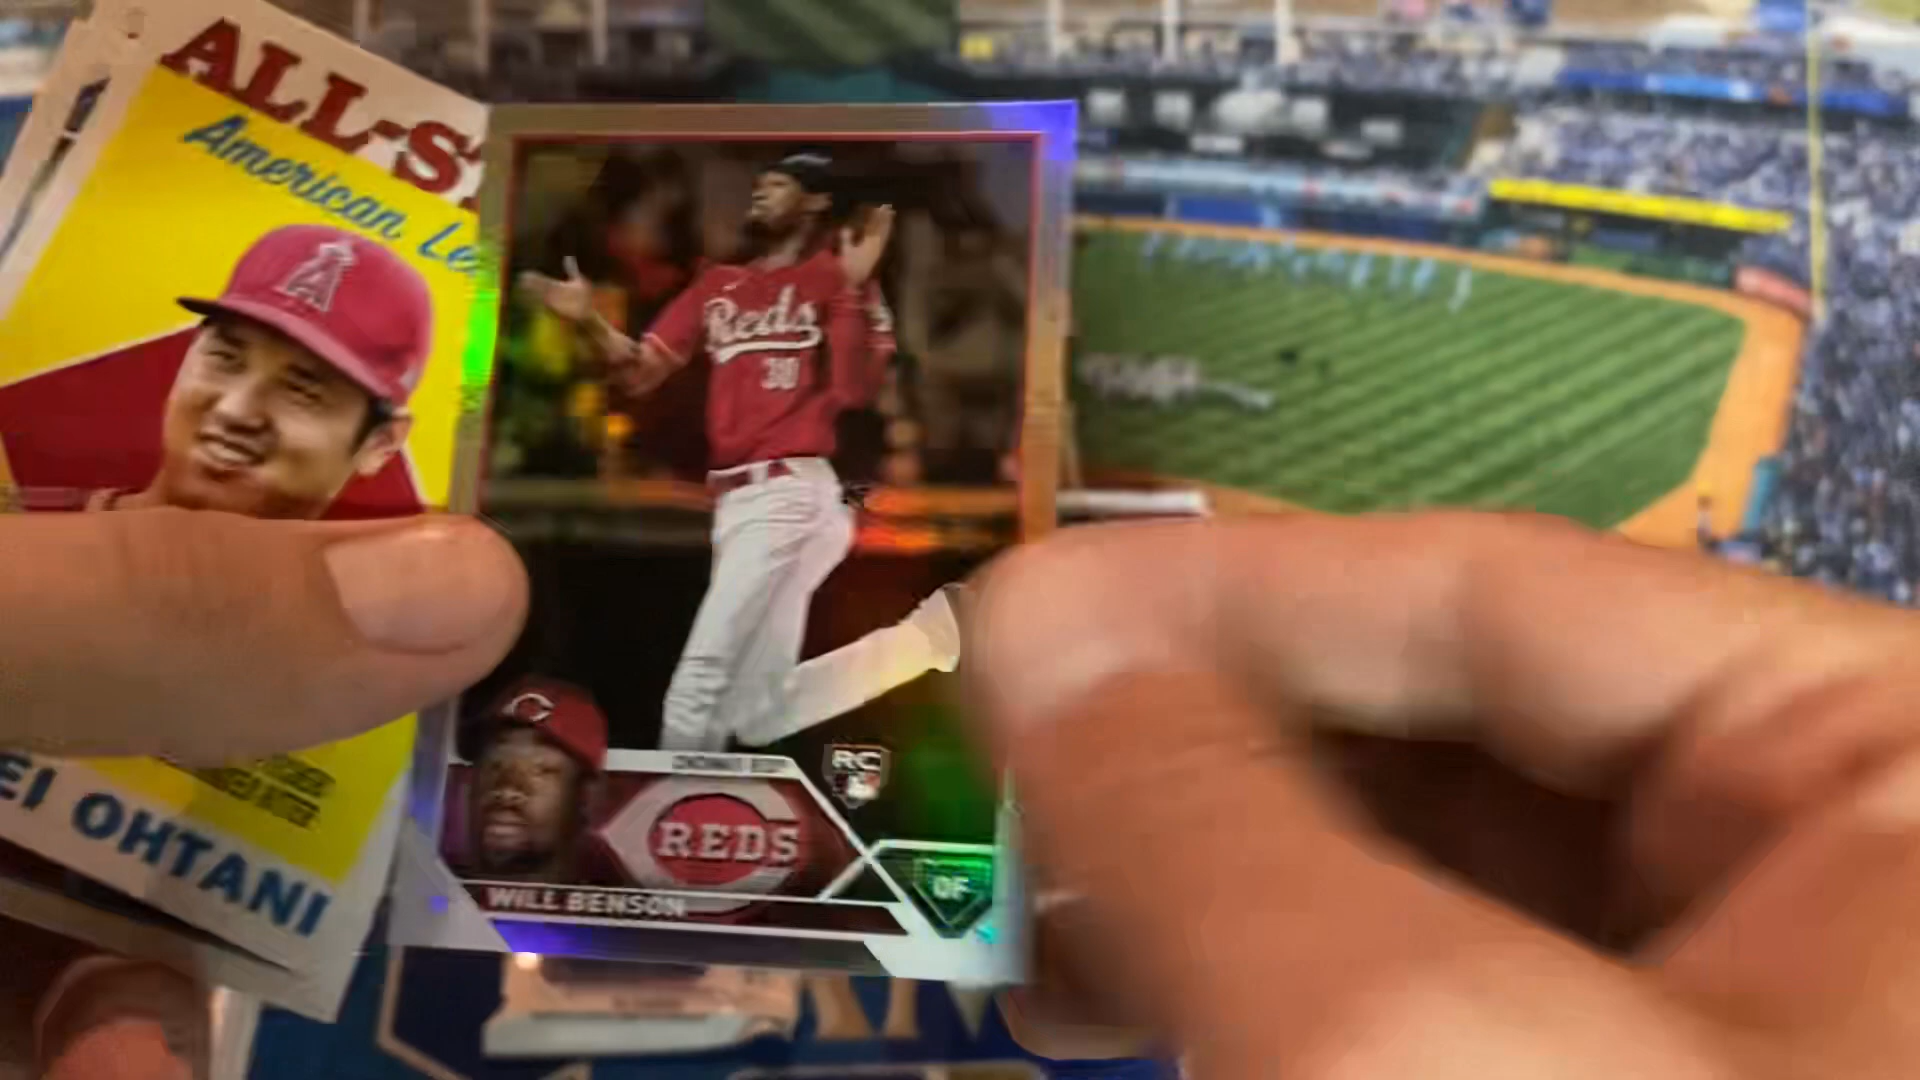 ALL-S
American Le
A
Reds
30
C
RC
REDS
OF
WILL BENSON
EI OHTANI